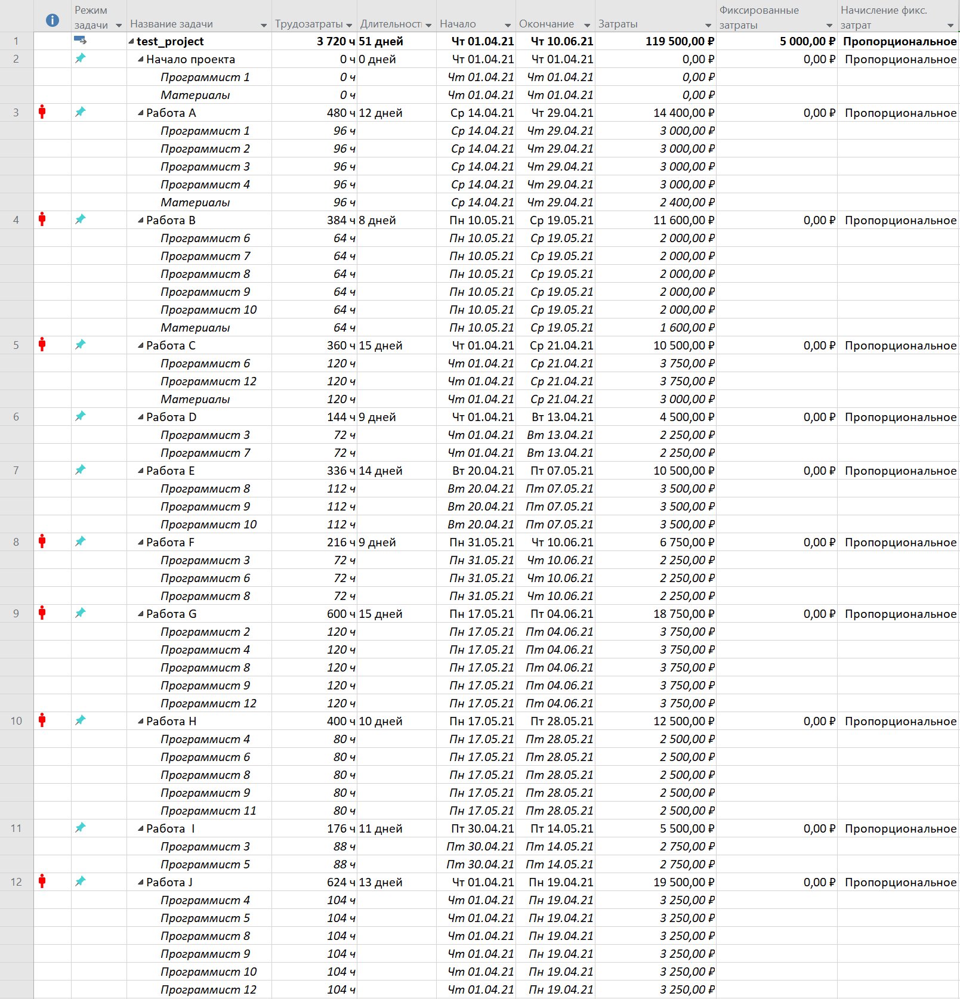 Режим задачи Название задачи Трудозатраты Длительность Начало Окончание Затраты Фиксированные затраты Начисление фикс. затрат
1 test_project 3 720 ч 51 дней Чт 01.04.21 Чт 10.06.21 119 500,00 ₽ 5 000,00 ₽ Пропорциональное
2 Начало проекта 0 ч 0 дней Чт 01.04.21 Чт 01.04.21 0,00 ₽ 0,00 ₽ Пропорциональное
Программист 1 0 ч Чт 01.04.21 Чт 01.04.21 0,00 ₽
Материалы 0 ч Чт 01.04.21 Чт 01.04.21 0,00 ₽
3 Работа A 480 ч 12 дней Ср 14.04.21 Чт 29.04.21 14 400,00 ₽ 0,00 ₽ Пропорциональное
Программист 1 96 ч Ср 14.04.21 Чт 29.04.21 3 000,00 ₽
Программист 2 96 ч Ср 14.04.21 Чт 29.04.21 3 000,00 ₽
Программист 3 96 ч Ср 14.04.21 Чт 29.04.21 3 000,00 ₽
Программист 4 96 ч Ср 14.04.21 Чт 29.04.21 3 000,00 ₽
Материалы 96 ч Ср 14.04.21 Чт 29.04.21 2 400,00 ₽
4 Работа B 384 ч 8 дней Пн 10.05.21 Ср 19.05.21 11 600,00 ₽ 0,00 ₽ Пропорциональное
Программист 6 64 ч Пн 10.05.21 Ср 19.05.21 2 000,00 ₽
Программист 7 64 ч Пн 10.05.21 Ср 19.05.21 2 000,00 ₽
Программист 8 64 ч Пн 10.05.21 Ср 19.05.21 2 000,00 ₽
Программист 9 64 ч Пн 10.05.21 Ср 19.05.21 2 000,00 ₽
Программист 10 64 ч Пн 10.05.21 Ср 19.05.21 2 000,00 ₽
Материалы 64 ч Пн 10.05.21 Ср 19.05.21 1 600,00 ₽
5 Работа C 360 ч 15 дней Чт 01.04.21 Ср 21.04.21 10 500,00 ₽ 0,00 ₽ Пропорциональное
Программист 6 120 ч Чт 01.04.21 Ср 21.04.21 3 750,00 ₽
Программист 12 120 ч Чт 01.04.21 Ср 21.04.21 3 750,00 ₽
Материалы 120 ч Чт 01.04.21 Ср 21.04.21 3 000,00 ₽
6 Работа D 144 ч 9 дней Чт 01.04.21 Вт 13.04.21 4 500,00 ₽ 0,00 ₽ Пропорциональное
Программист 3 72 ч Чт 01.04.21 Вт 13.04.21 2 250,00 ₽
Программист 7 72 ч Чт 01.04.21 Вт 13.04.21 2 250,00 ₽
7 Работа E 336 ч 14 дней Вт 20.04.21 Пт 07.05.21 10 500,00 ₽ 0,00 ₽ Пропорциональное
Программист 8 112 ч Вт 20.04.21 Пт 07.05.21 3 500,00 ₽
Программист 9 112 ч Вт 20.04.21 Пт 07.05.21 3 500,00 ₽
Программист 10 112 ч Вт 20.04.21 Пт 07.05.21 3 500,00 ₽
8 Работа F 216 ч 9 дней Пн 31.05.21 Чт 10.06.21 6 750,00 ₽ 0,00 ₽ Пропорциональное
Программист 3 72 ч Пн 31.05.21 Чт 10.06.21 2 250,00 ₽
Программист 6 72 ч Пн 31.05.21 Чт 10.06.21 2 250,00 ₽
Программист 8 72 ч Пн 31.05.21 Чт 10.06.21 2 250,00 ₽
9 Работа G 600 ч 15 дней Пн 17.05.21 Пт 04.06.21 18 750,00 ₽ 0,00 ₽ Пропорциональное
Программист 2 120 ч Пн 17.05.21 Пт 04.06.21 3 750,00 ₽
Программист 4 120 ч Пн 17.05.21 Пт 04.06.21 3 750,00 ₽
Программист 8 120 ч Пн 17.05.21 Пт 04.06.21 3 750,00 ₽
Программист 9 120 ч Пн 17.05.21 Пт 04.06.21 3 750,00 ₽
Программист 12 120 ч Пн 17.05.21 Пт 04.06.21 3 750,00 ₽
10 Работа H 400 ч 10 дней Пн 17.05.21 Пт 28.05.21 12 500,00 ₽ 0,00 ₽ Пропорциональное
Программист 4 80 ч Пн 17.05.21 Пт 28.05.21 2 500,00 ₽
Программист 6 80 ч Пн 17.05.21 Пт 28.05.21 2 500,00 ₽
Программист 8 80 ч Пн 17.05.21 Пт 28.05.21 2 500,00 ₽
Программист 9 80 ч Пн 17.05.21 Пт 28.05.21 2 500,00 ₽
Программист 11 80 ч Пн 17.05.21 Пт 28.05.21 2 500,00 ₽
11 Работа I 176 ч 11 дней Пт 30.04.21 Пт 14.05.21 5 500,00 ₽ 0,00 ₽ Пропорциональное
Программист 3 88 ч Пт 30.04.21 Пт 14.05.21 2 750,00 ₽
Программист 5 88 ч Пт 30.04.21 Пт 14.05.21 2 750,00 ₽
12 Работа J 624 ч 13 дней Чт 01.04.21 Пн 19.04.21 19 500,00 ₽ 0,00 ₽ Пропорциональное
Программист 4 104 ч Чт 01.04.21 Пн 19.04.21 3 250,00 ₽
Программист 5 104 ч Чт 01.04.21 Пн 19.04.21 3 250,00 ₽
Программист 8 104 ч Чт 01.04.21 Пн 19.04.21 3 250,00 ₽
Программист 9 104 ч Чт 01.04.21 Пн 19.04.21 3 250,00 ₽
Программист 10 104 ч Чт 01.04.21 Пн 19.04.21 3 250,00 ₽
Программист 12 104 ч Чт 01.04.21 Пн 19.04.21 3 250,00 ₽